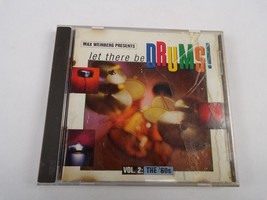 MAX WEINBERG PRESENTS
let there be
DRUMS!
VOL. 2: THE '60s